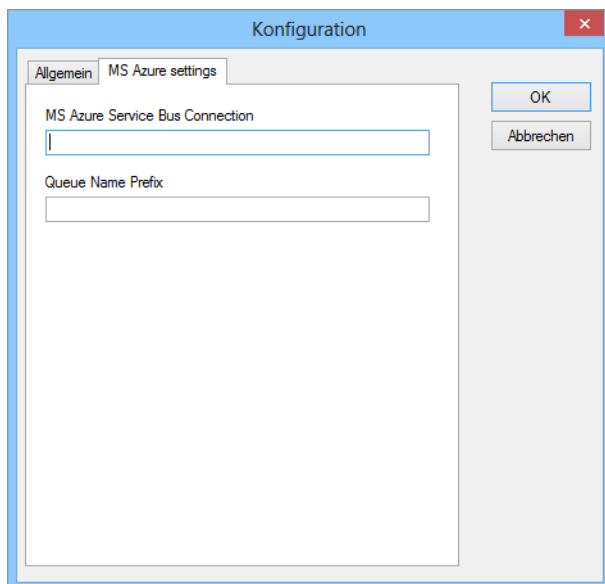 Konfiguration
Allgemein
MS Azure settings
MS Azure Service Bus Connection
Queue Name Prefix
OK
Abbrechen